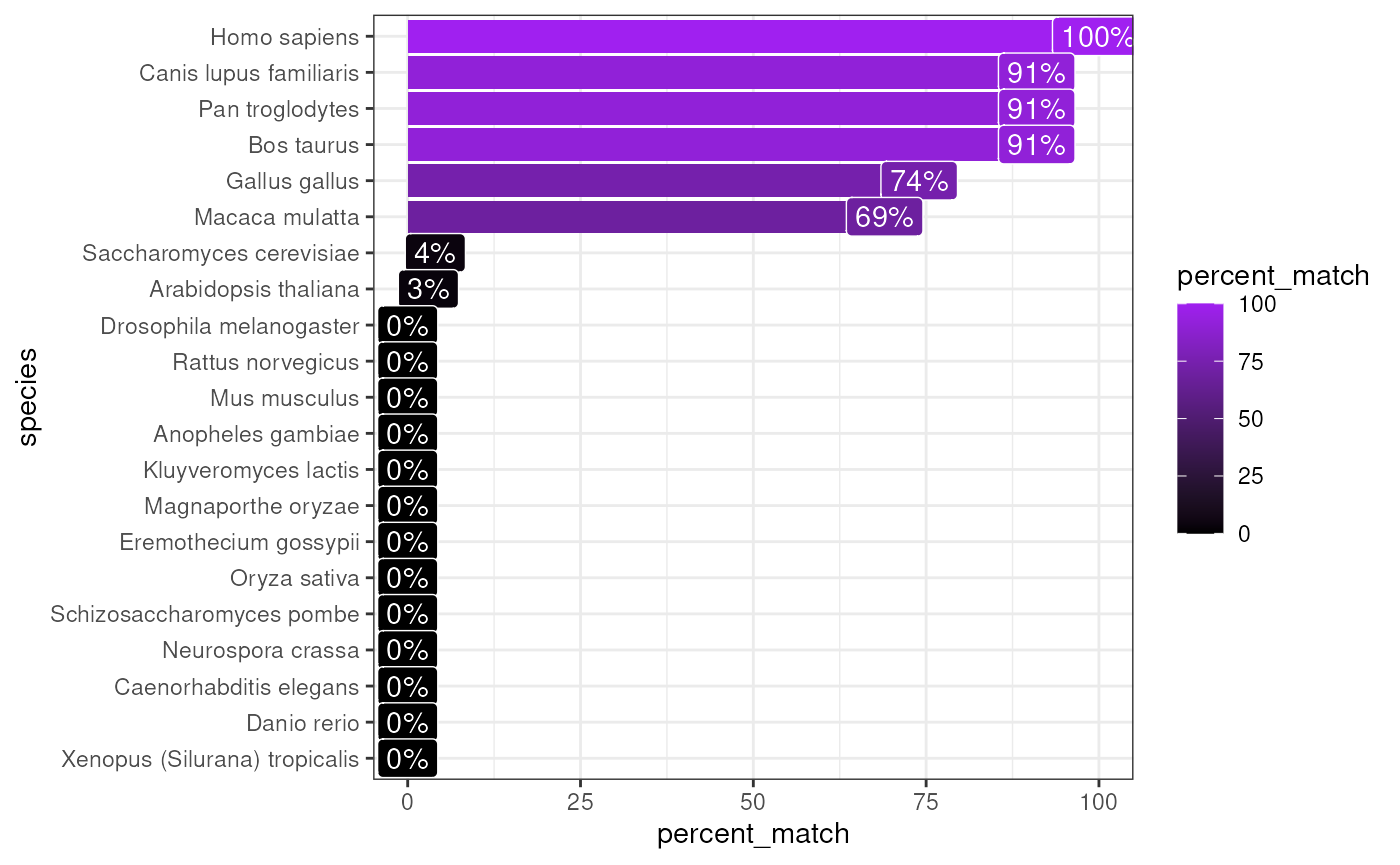 species
Homo sapiens 100%
Canis lupus familiaris 91%
Pan troglodytes 91%
Bos taurus 91%
Gallus gallus 74%
Macaca mulatta 69%
Saccharomyces cerevisiae 4%
Arabidopsis thaliana 3%
Drosophila melanogaster 0%
Rattus norvegicus 0%
Mus musculus 0%
Anopheles gambiae 0%
Kluyveromyces lactis 0%
Magnaporthe oryzae 0%
Eremothecium gossypii 0%
Oryza sativa 0%
Schizosaccharomyces pombe 0%
Neurospora crassa 0%
Caenorhabditis elegans 0%
Danio rerio 0%
Xenopus (Silurana) tropicalis 0%
0 25 50 75 100
percent_match
percent_match
100
75
50
25
0